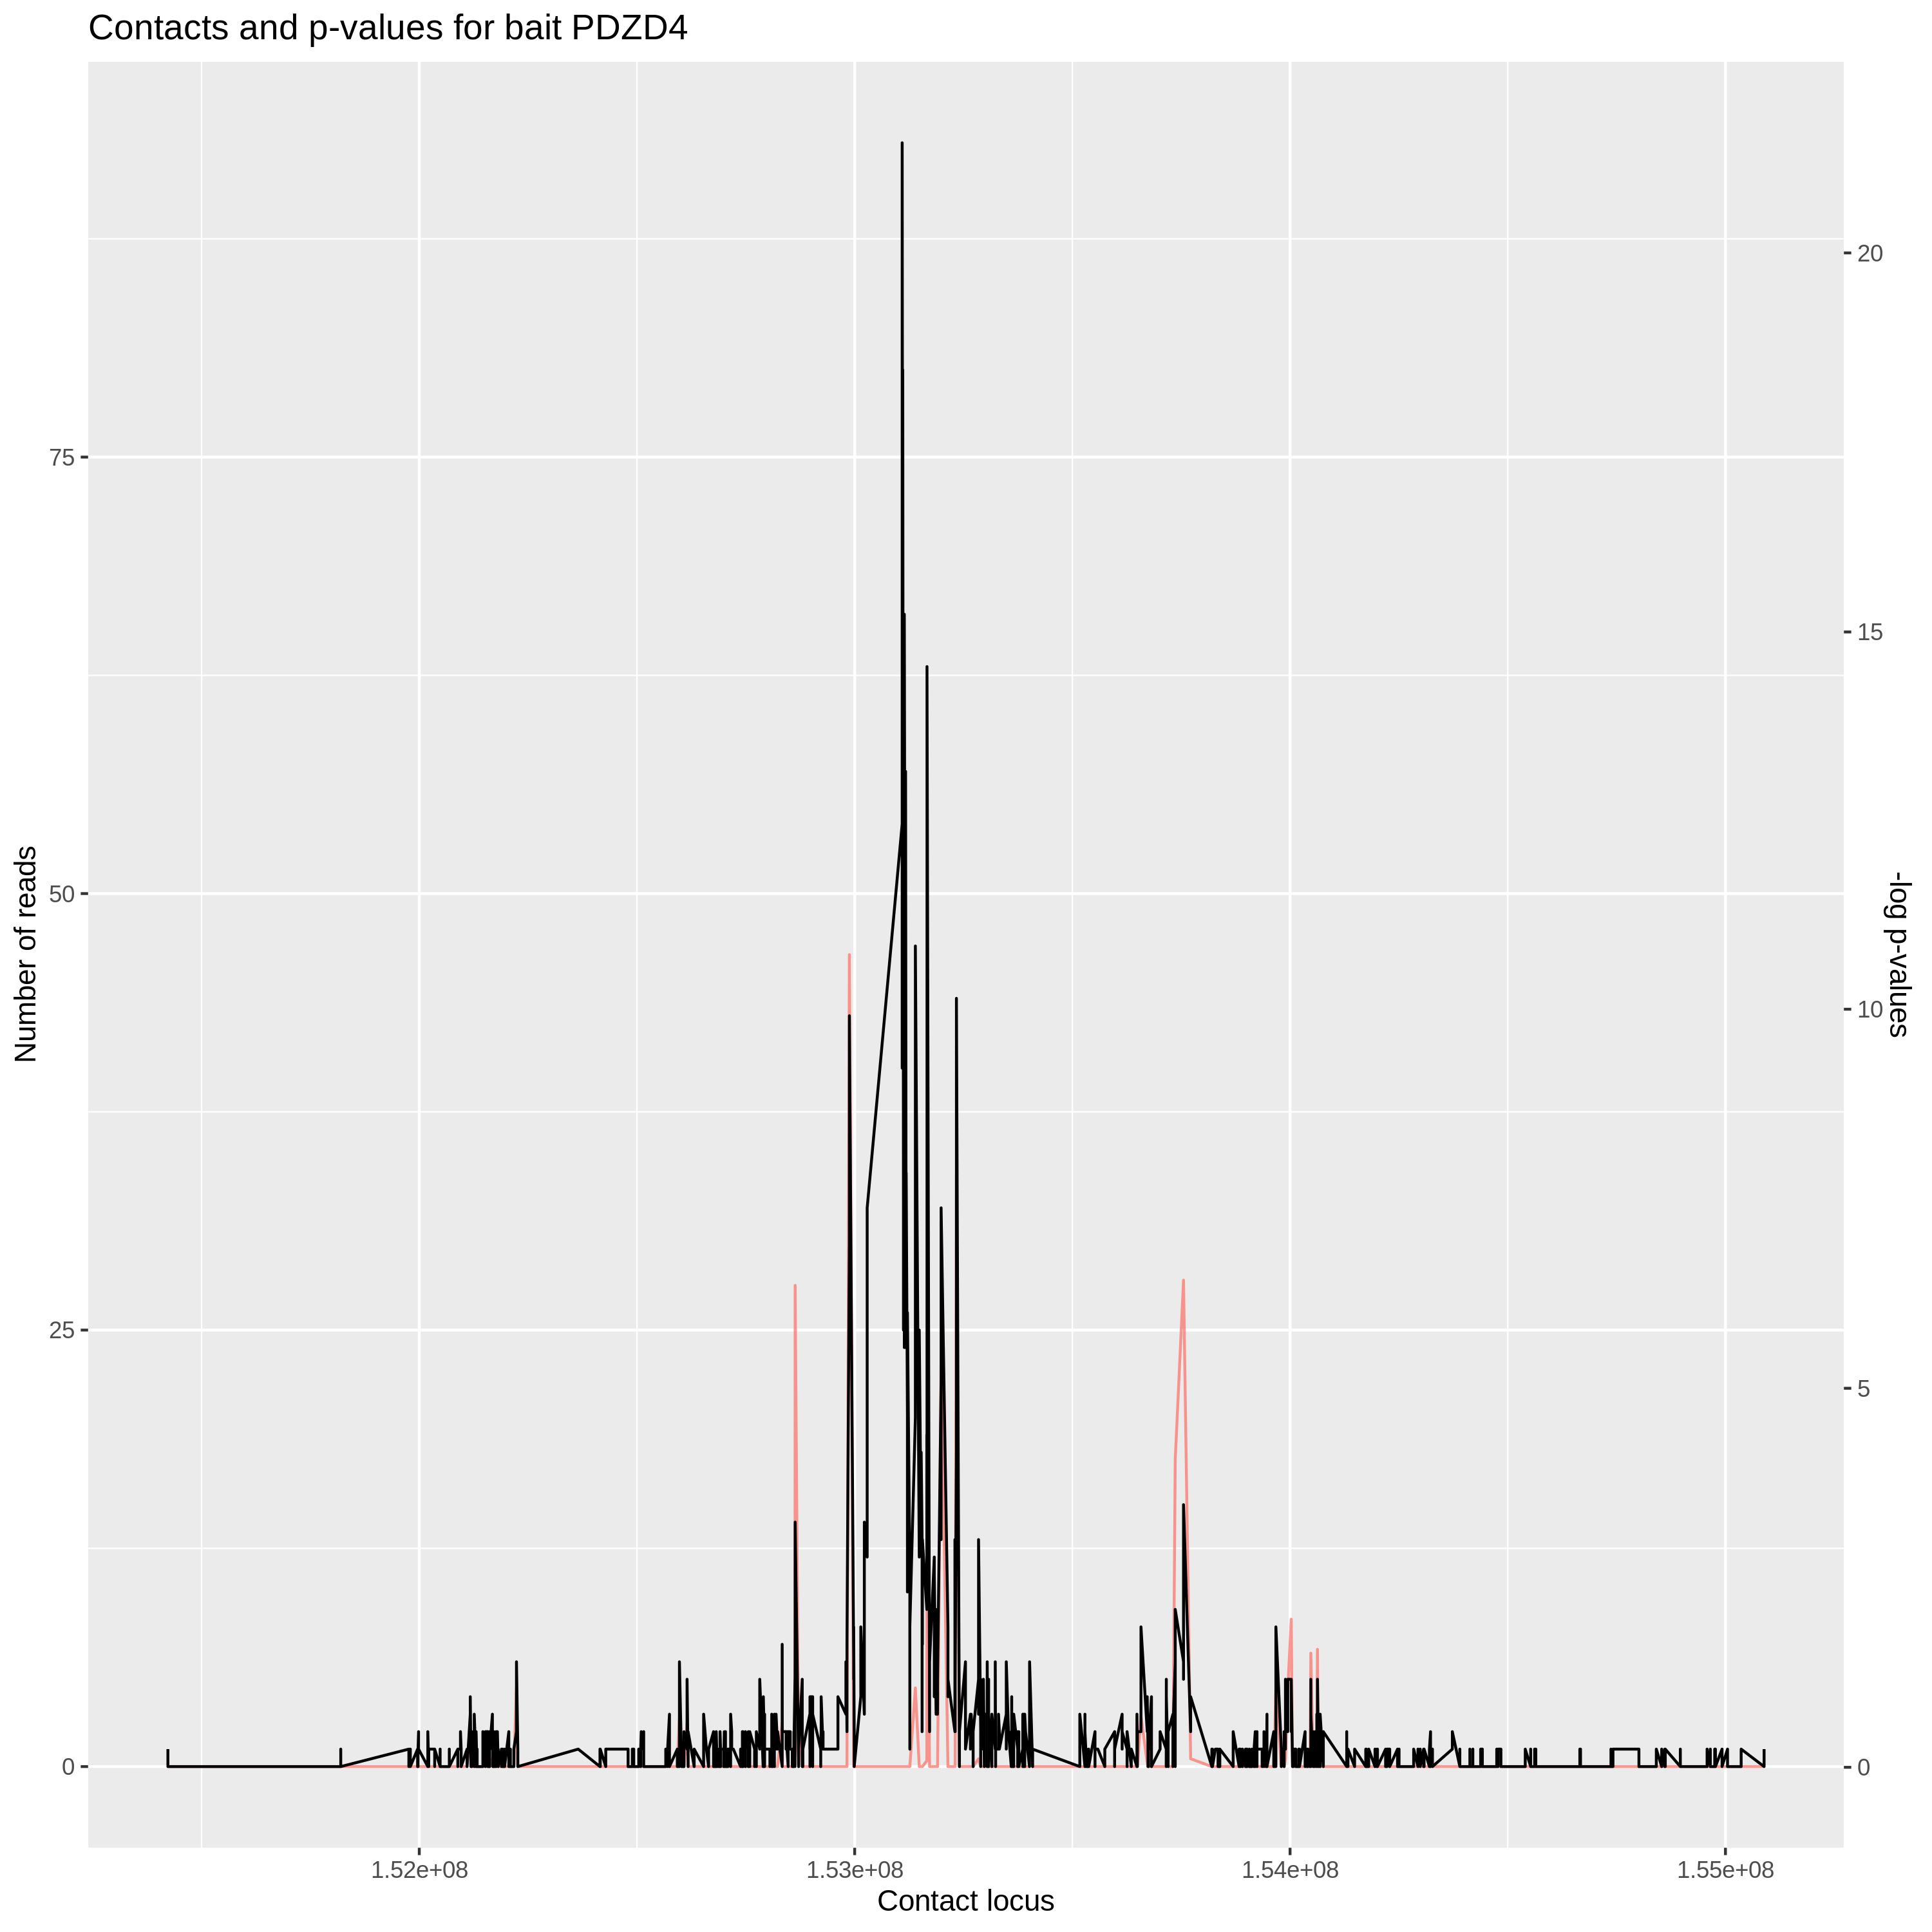 Contacts and p-values for bait PDZD4
Number of reads
75
50
25
0
20
15
10
5
0
-log p-values
1.52e+08
1.53e+08
1.54e+08
1.55e+08
Contact locus